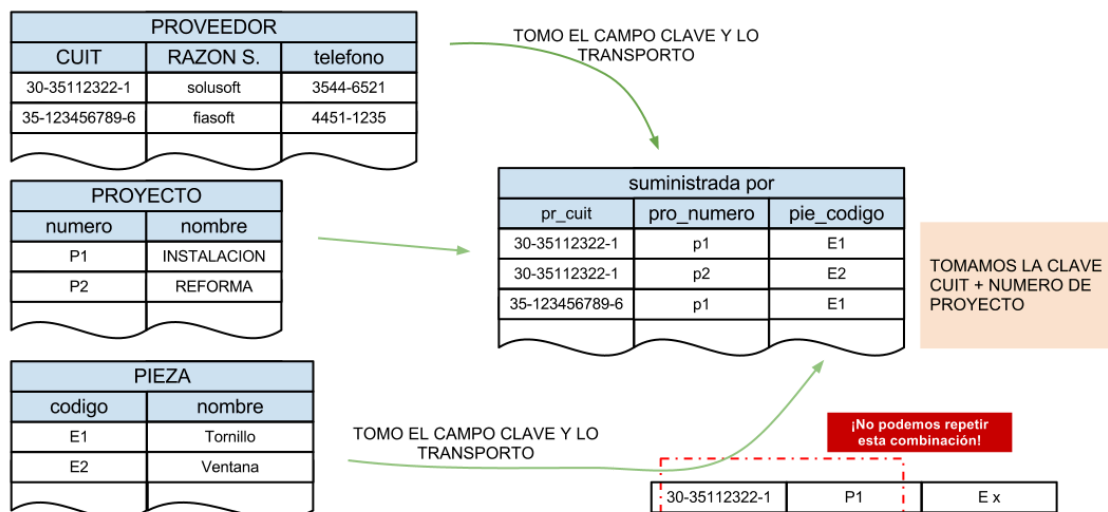 PROVEEDOR
CUIT RAZON S. telefono
30-35112322-1 solusoft 3544-6521
35-123456789-6 fiasoft 4451-1235
TOMO EL CAMPO CLAVE Y LO
TRANSPORTO
PROYECTO
numero nombre
P1 INSTALACION
P2 REFORMA
suministrada por
pr_cuit pro_numero pie_codigo
30-35112322-1 p1 E1
30-35112322-1 p2 E2
35-123456789-6 p1 E1
TOMAMOS LA CLAVE
CUIT + NUMERO DE
PROYECTO
PIEZA
codigo nombre
E1 Tornillo
E2 Ventana
TOMO EL CAMPO CLAVE Y LO
TRANSPORTO
¡No podemos repetir
esta combinación!
30-35112322-1 P1 E x